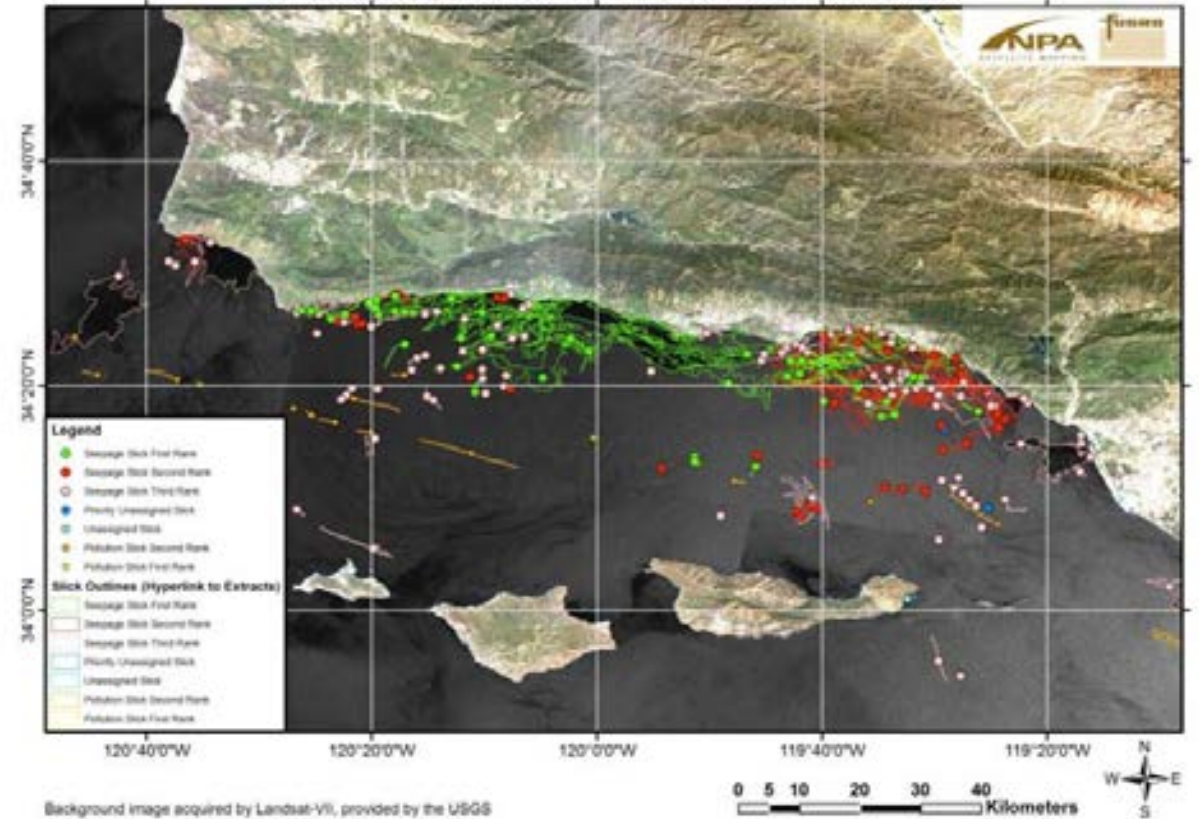 NPA
SATELLITE MAPPING
fugro
34°40'0"N
34°20'0"N
34°0'0"N
Legend
Seepage Slick First Rank
Seepage Slick Second Rank
Seepage Slick Third Rank
Priority Unassigned Slick
Unassigned Slick
Pollution Slick Second Rank
Pollution Slick First Rank
Slick Outlines (Hyperlink to Extracts)
Seepage Slick First Rank
Seepage Slick Second Rank
Seepage Slick Third Rank
Priority Unassigned Slick
Unassigned Slick
Pollution Slick Second Rank
Pollution Slick First Rank
120°40'0"W
120°20'0"W
120°0'0"W
119°40'0"W
119°20'0"W
N
W E
S
0 5 10 20 30 40
Kilometers
Background image acquired by Landsat-VII, provided by the USGS